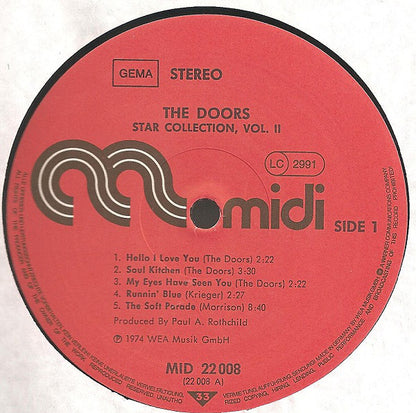 GEMA STEREO
THE DOORS
STAR COLLECTION, VOL. II
LC 2991
midi
SIDE 1
1. Hello I Love You (The Doors) 2:22
2. Soul Kitchen (The Doors) 3:30
3. My Eyes Have Seen You (The Doors) 2:22
4. Runnin' Blue (Krieger) 2:27
5. The Soft Parade (Morrison) 8:40
Produced By Paul A. Rothchild
℗ 1974 WEA Musik GmbH
MID 22 008
(22 008 A)
33